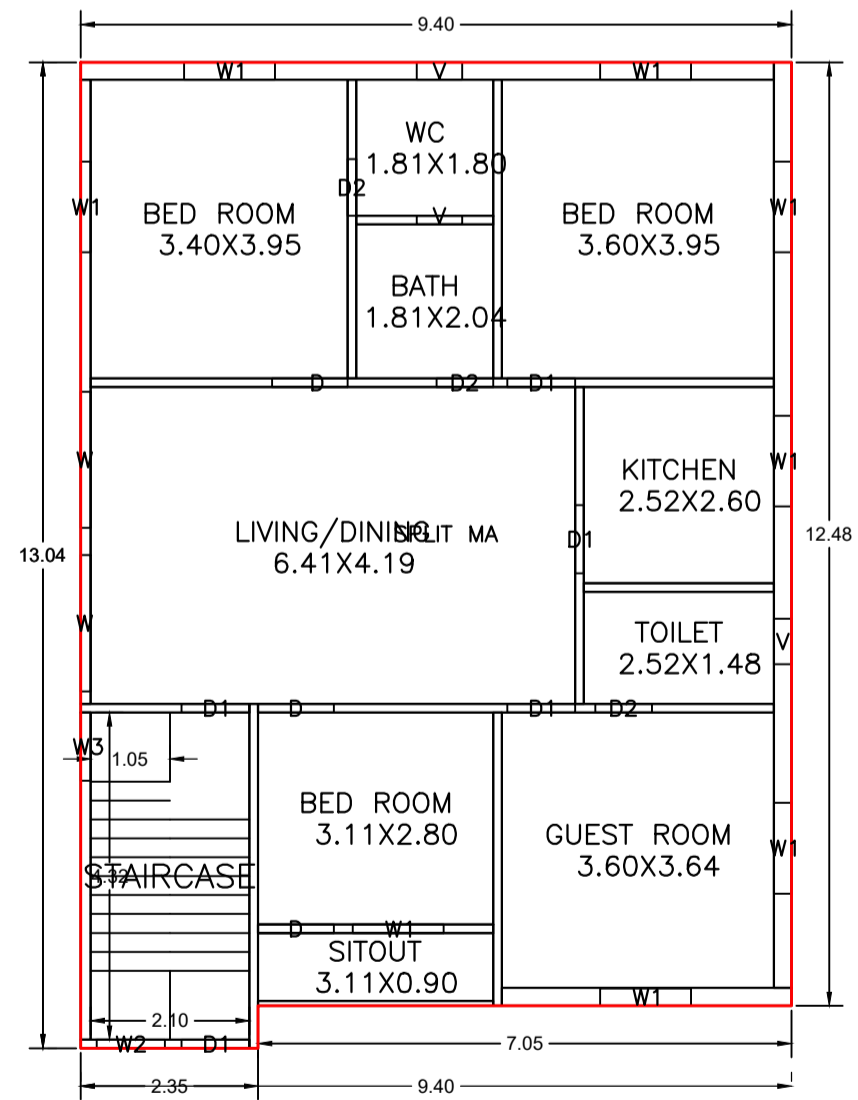 9.40
W1 V W1
WC
1.81X1.80
D2
W1
BED ROOM
3.40X3.95
BED ROOM
3.60X3.95
W1
V
BATH
1.81X2.04
D D2 D1
W
KITCHEN
2.52X2.60
W1
LIVING/DINING
6.41X4.19
SPLIT MA
D1
13.04
12.48
W
TOILET
2.52X1.48
V
D1 D D1 D2
W3
1.05
BED ROOM
3.11X2.80
GUEST ROOM
3.60X3.64
W1
STAIRCASE
4.32
D W1
SITOUT
3.11X0.90
W1
2.10
W2 D1
7.05
2.35
9.40